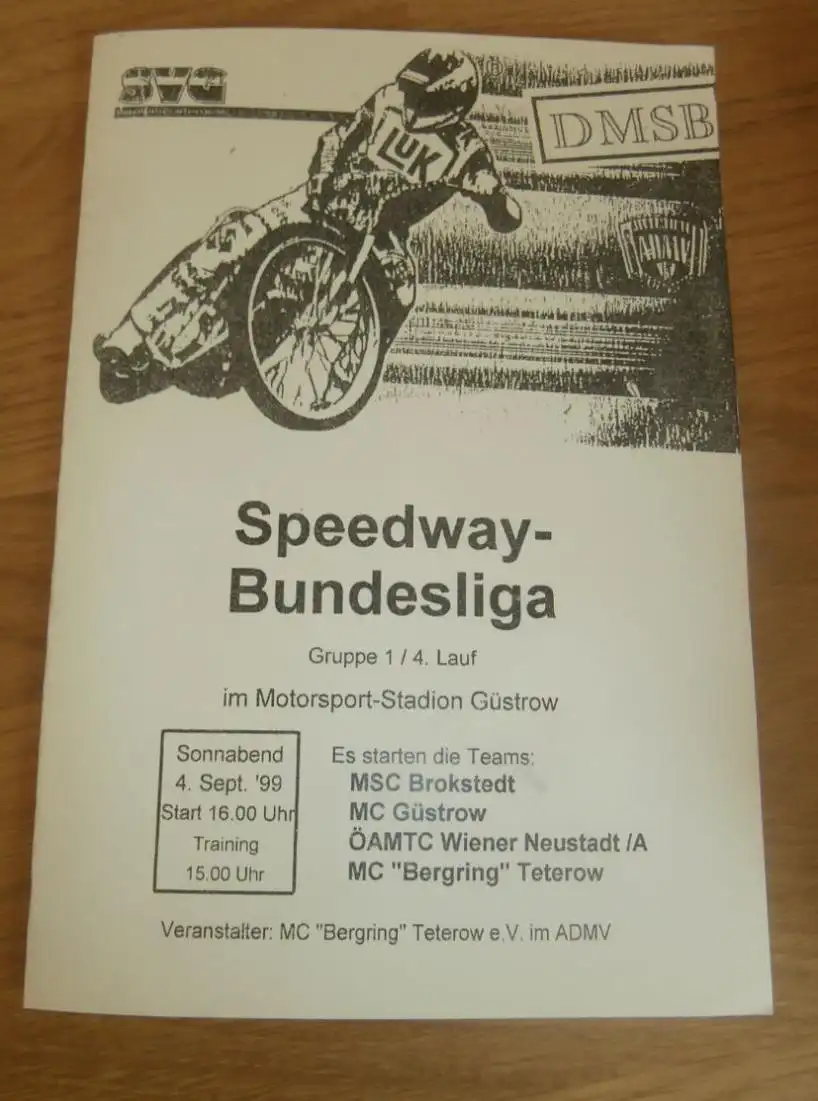 SVG
DMSB
LUK
ADMV
Speedway-
Bundesliga
Gruppe 1 / 4. Lauf
im Motorsport-Stadion Güstrow
Sonnabend
4. Sept. '99
Start 16.00 Uhr
Training
15.00 Uhr
Es starten die Teams:
MSC Brokstedt
MC Güstrow
ÖAMTC Wiener Neustadt /A
MC "Bergring" Teterow
Veranstalter: MC "Bergring" Teterow e.V. im ADMV